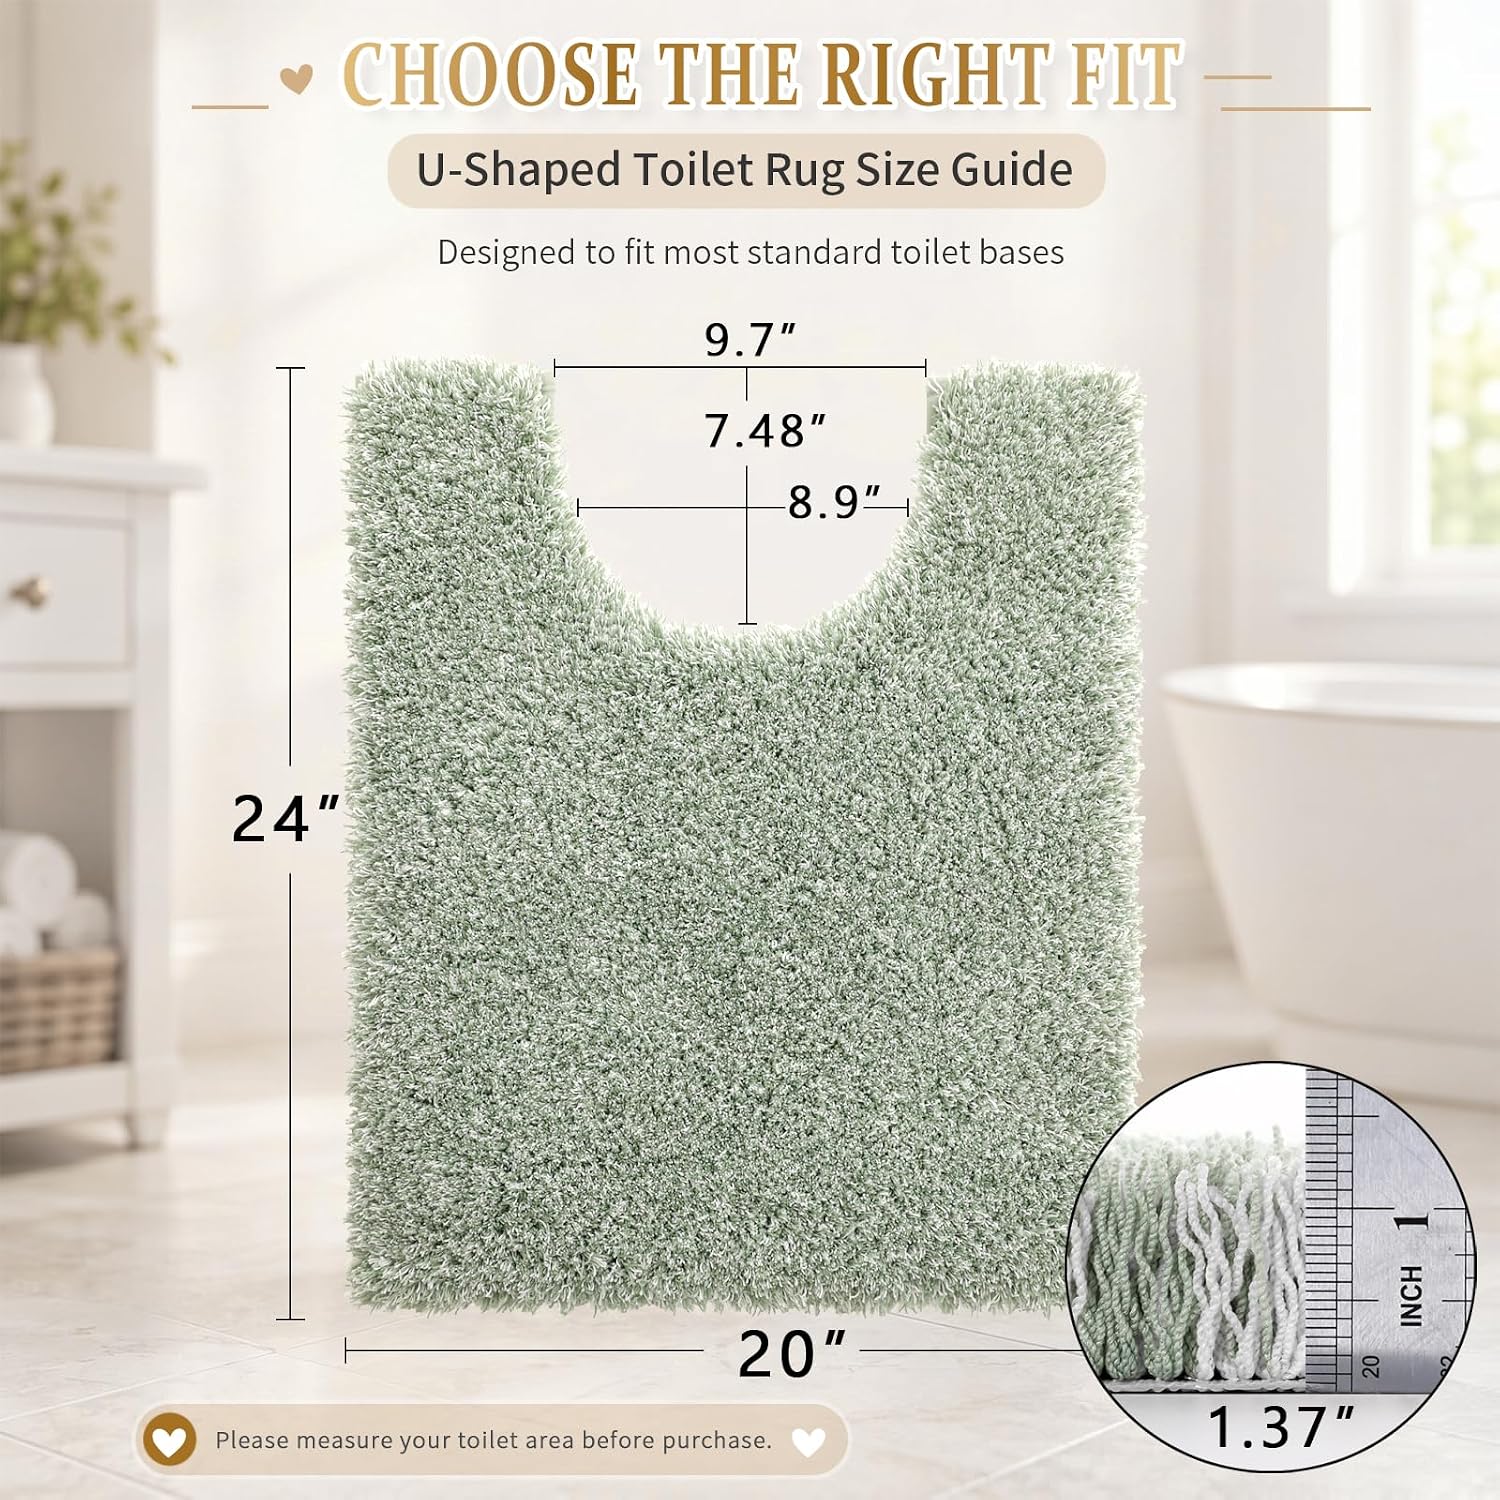 CHOOSE THE RIGHT FIT
U-Shaped Toilet Rug Size Guide
Designed to fit most standard toilet bases
9.7″
7.48″
8.9″
24″
20″
1
INCH
20
1.37″
Please measure your toilet area before purchase.